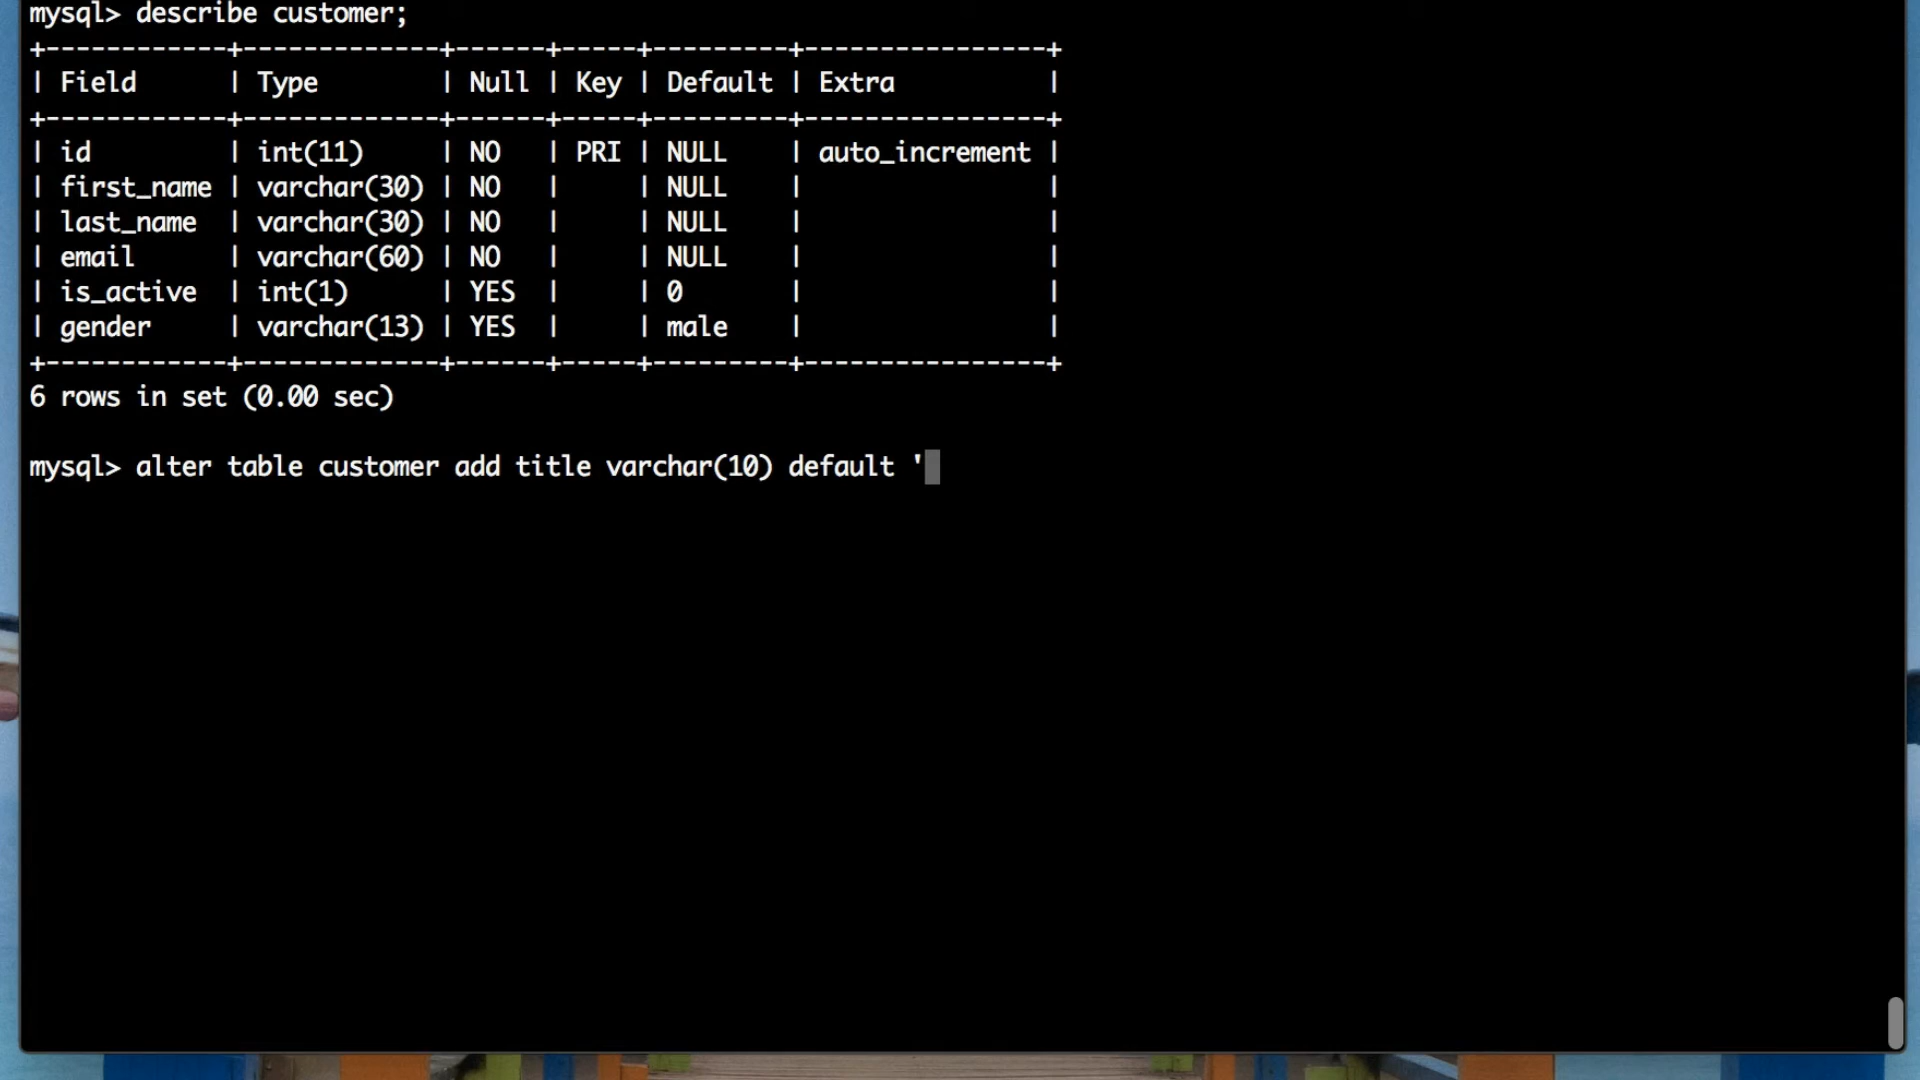 mysql> describe customer;
+------------+-------------+------+-----+---------+----------------+
| Field      | Type        | Null | Key | Default | Extra          |
+------------+-------------+------+-----+---------+----------------+
| id         | int(11)     | NO   | PRI | NULL    | auto_increment |
| first_name | varchar(30) | NO   |     | NULL    |                |
| last_name  | varchar(30) | NO   |     | NULL    |                |
| email      | varchar(60) | NO   |     | NULL    |                |
| is_active  | int(1)      | YES  |     | 0       |                |
| gender     | varchar(13) | YES  |     | male    |                |
+------------+-------------+------+-----+---------+----------------+
6 rows in set (0.00 sec)
mysql> alter table customer add title varchar(10) default '